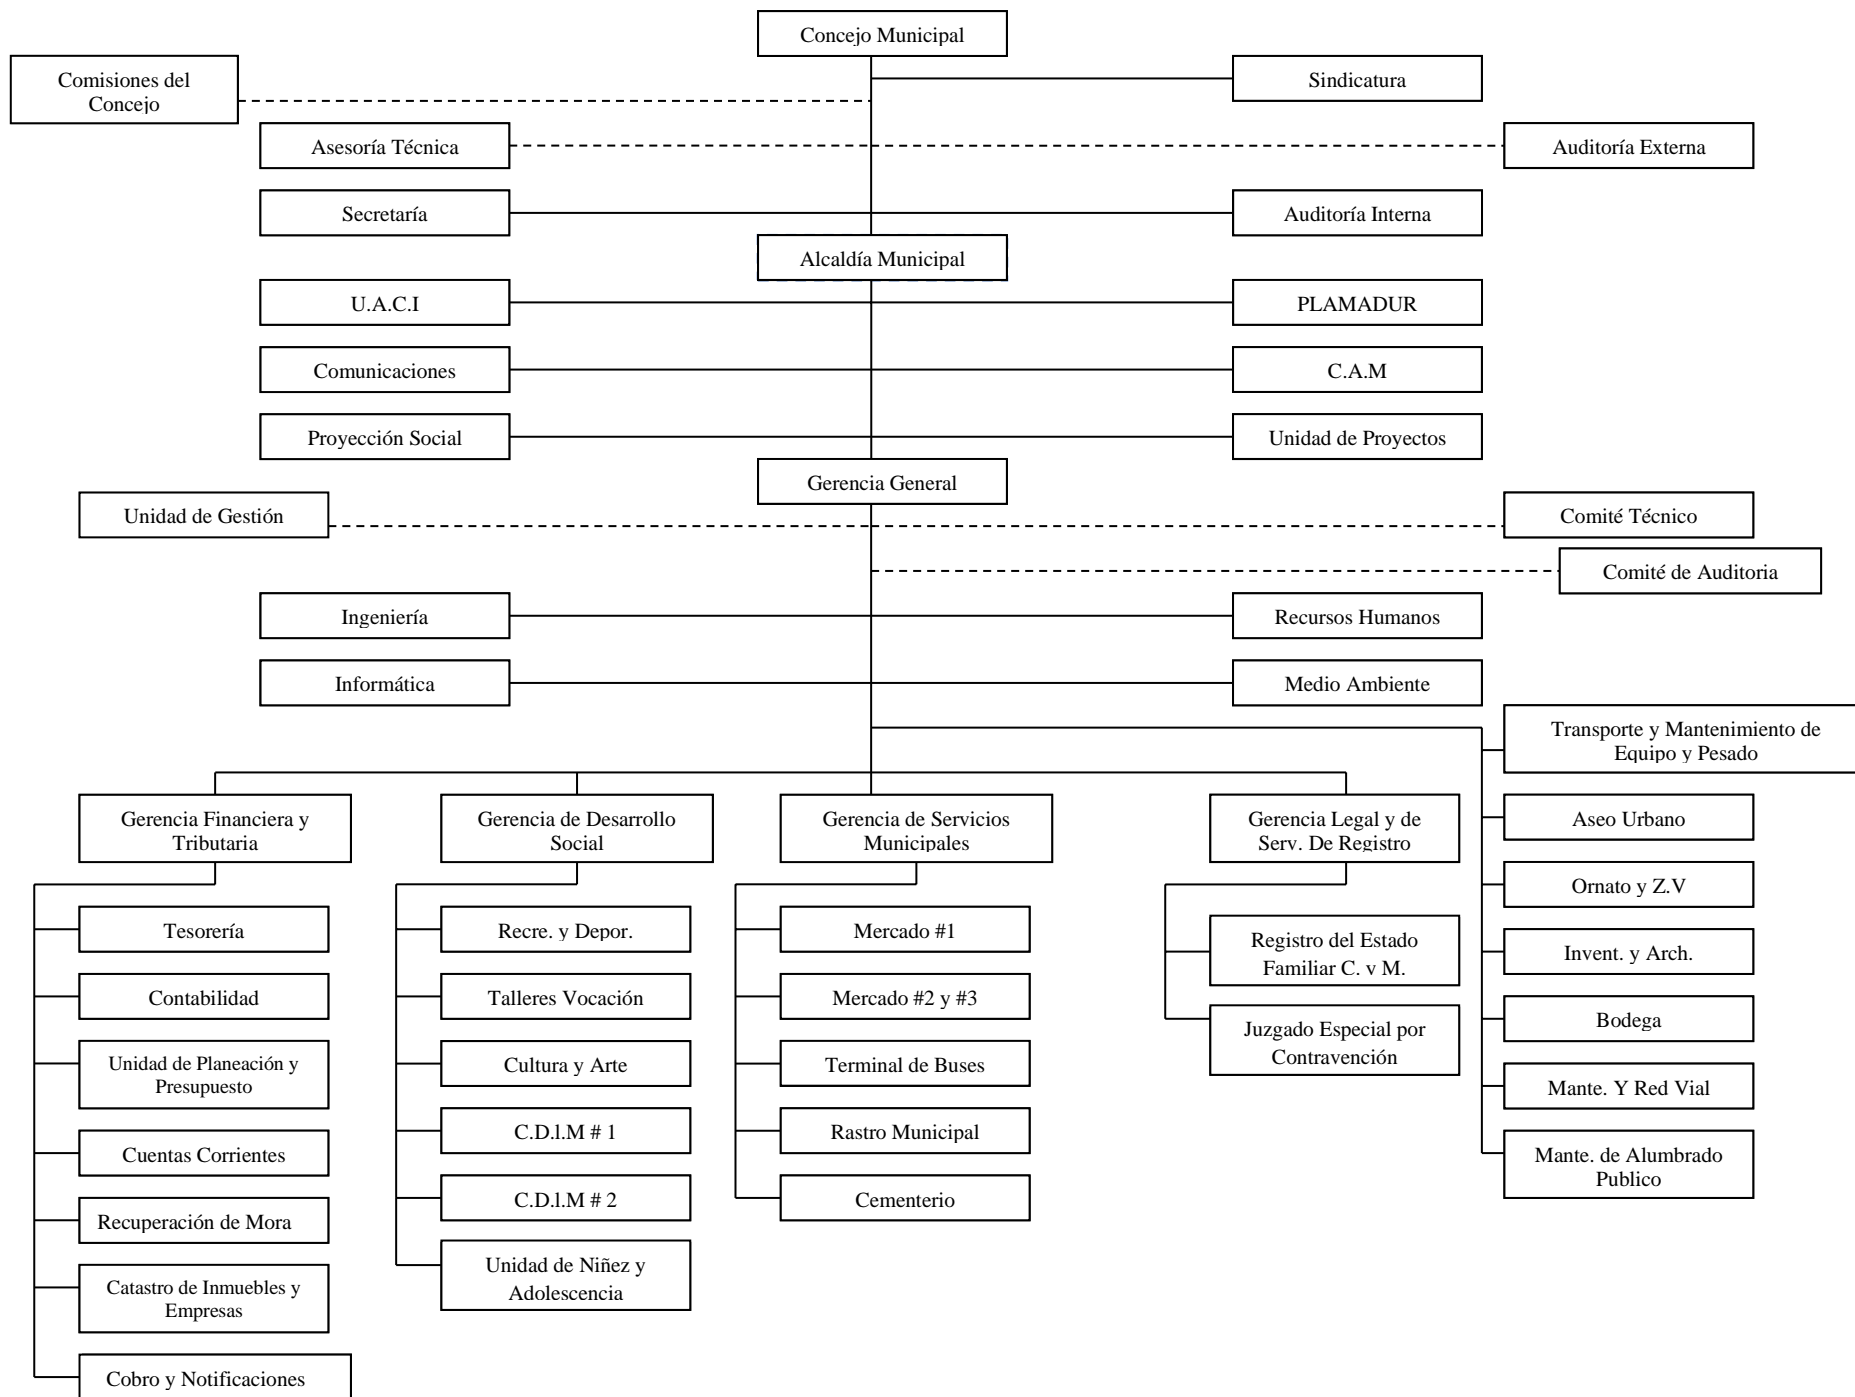 Concejo Municipal
Comisiones del
Concejo
Sindicatura
Asesoría Técnica
Auditoría Externa
Secretaría
Auditoría Interna
Alcaldía Municipal
U.A.C.I
PLAMADUR
Comunicaciones
C.A.M
Proyección Social
Unidad de Proyectos
Gerencia General
Unidad de Gestión
Comité Técnico
Comité de Auditoria
Ingeniería
Recursos Humanos
Informática
Medio Ambiente
Transporte y Mantenimiento de
Equipo y Pesado
Gerencia Financiera y
Tributaria
Gerencia de Desarrollo
Social
Gerencia de Servicios
Municipales
Gerencia Legal y de
Serv. De Registro
Aseo Urbano
Ornato y Z.V
Invent. y Arch.
Bodega
Mante. Y Red Vial
Mante. de Alumbrado
Publico
Tesorería
Contabilidad
Unidad de Planeación y
Presupuesto
Cuentas Corrientes
Recuperación de Mora
Catastro de Inmuebles y
Empresas
Cobro y Notificaciones
Recre. y Depor.
Talleres Vocación
Cultura y Arte
C.D.l.M # 1
C.D.l.M # 2
Unidad de Niñez y
Adolescencia
Mercado #1
Mercado #2 y #3
Terminal de Buses
Rastro Municipal
Cementerio
Registro del Estado
Familiar C. y M.
Juzgado Especial por
Contravención